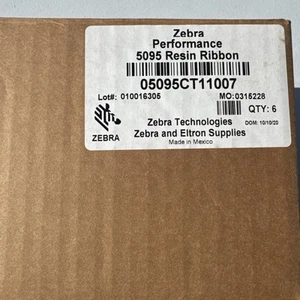 Zebra
Performance
5095 Resin Ribbon
05095CT11007
Lot#: 010016305 MO:0315228
ZEBRA
QTY: 6
Zebra Technologies DOM: 10/10/20
Zebra and Eltron Supplies
Made in Mexico